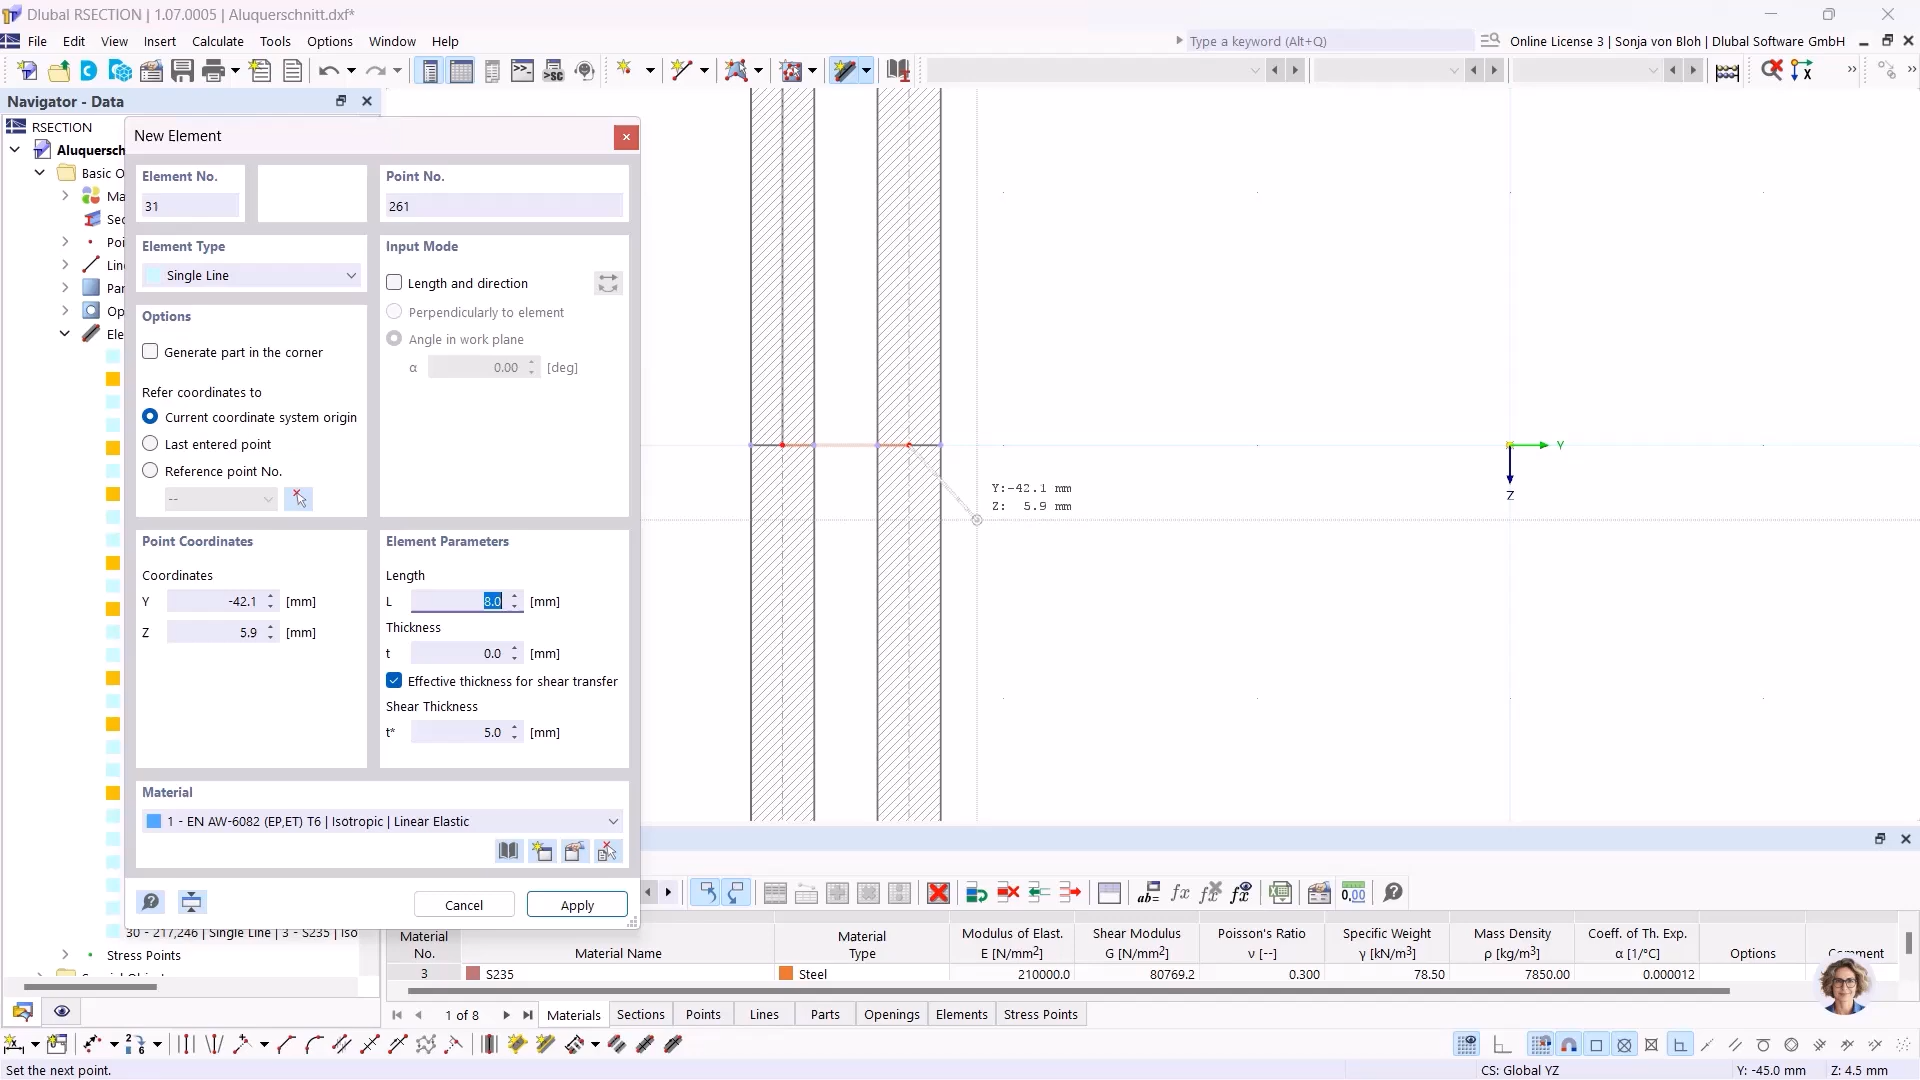 Dlubal RSECTION | 1.07.0005 | Aluquerschnitt.dxf*
File Edit View Insert Calculate Tools Options Window Help
Type a keyword (Alt+Q)
Online License 3 | Sonja von Bloh | Dlubal Software GmbH
Navigator - Data
RSECTION
Aluquersch
Basic O
Ma
Sec
Poi
Line
Par
Op
Ele
30 - 217,246 | Single Line | 3 - S235 | Iso
Stress Points
New Element
Element No.
31
Point No.
261
Element Type
Single Line
Input Mode
Length and direction
Perpendicularly to element
Angle in work plane
α 0.00 [deg]
Options
Generate part in the corner
Refer coordinates to
Current coordinate system origin
Last entered point
Reference point No.
--
Point Coordinates
Coordinates
Y -42.1 [mm]
Z 5.9 [mm]
Element Parameters
Length
L 8.0 [mm]
Thickness
t 0.0 [mm]
Effective thickness for shear transfer
Shear Thickness
t* 5.0 [mm]
Material
1 - EN AW-6082 (EP,ET) T6 | Isotropic | Linear Elastic
Cancel Apply
Y:-42.1 mm
Z: 5.9 mm
Y
Z
Material No. Material Name Material Type Modulus of Elast. E [N/mm2] Shear Modulus G [N/mm2] Poisson's Ratio ν [--] Specific Weight γ [kN/m3] Mass Density ρ [kg/m3] Coeff. of Th. Exp. α [1/°C] Options Comment
3 S235 Steel 210000.0 80769.2 0.300 78.50 7850.00 0.000012
1 of 8 Materials Sections Points Lines Parts Openings Elements Stress Points
Set the next point.
CS: Global YZ
Y: -45.0 mm
Z: 4.5 mm